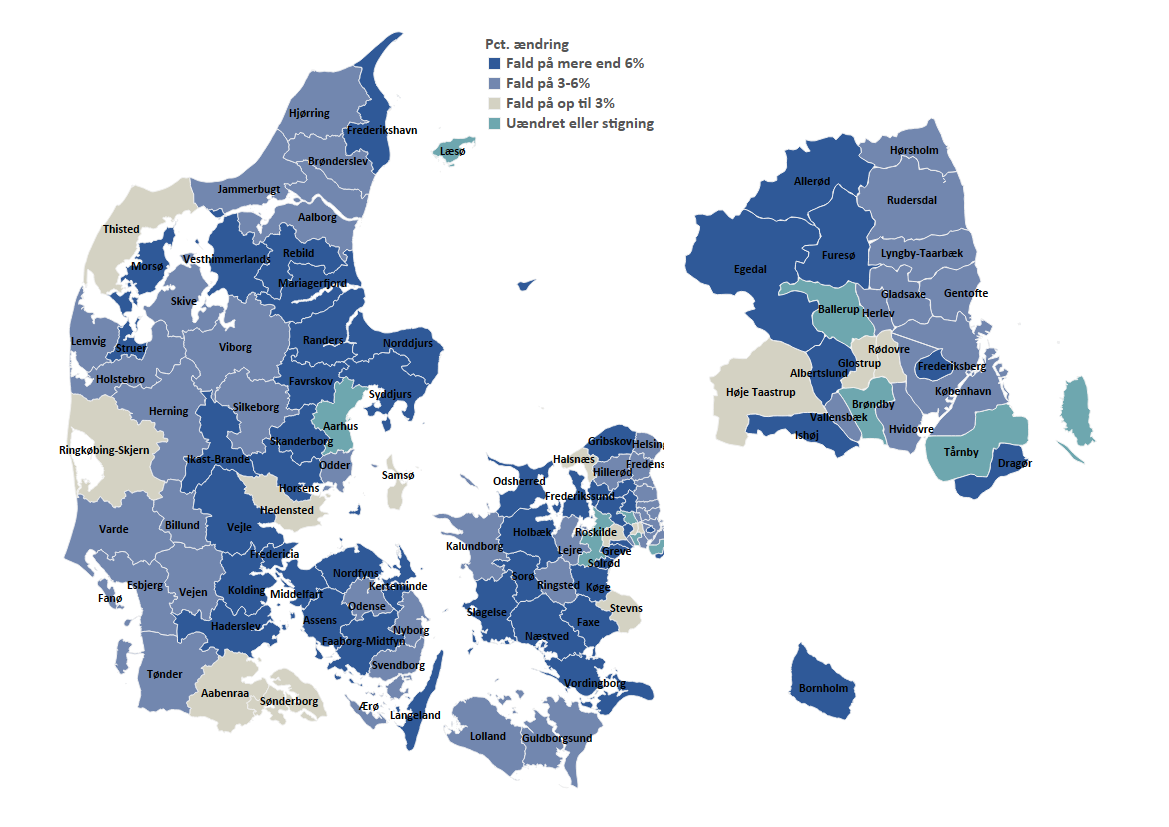 Pct. ændring
Fald på mere end 6%
Fald på 3-6%
Fald på op til 3%
Uændret eller stigning
Hjørring
Frederikshavn
Læsø
Brønderslev
Jammerbugt
Aalborg
Thisted
Rebild
Vesthimmerlands
Morsø
Mariagerfjord
Skive
Lemvig
Struer
Viborg
Randers
Norddjurs
Holstebro
Favrskov
Syddjurs
Herning
Silkeborg
Aarhus
Skanderborg
Ringkøbing-Skjern
Ikast-Brande
Odder
Samsø
Horsens
Hedensted
Varde
Billund
Vejle
Fredericia
Esbjerg
Fanø
Vejen
Kolding
Middelfart
Nordfyns
Kerteminde
Odense
Assens
Haderslev
Faaborg-Midtfyn
Nyborg
Svendborg
Tønder
Aabenraa
Sønderborg
Ærø
Langeland
Gribskov
Helsing
Halsnæs
Hillerød
Fredens
Odsherred
Frederikssund
Holbæk
Roskilde
Kalundborg
Lejre
Greve
Solrød
Sorø
Ringsted
Køge
Slagelse
Stevns
Faxe
Næstved
Vordingborg
Lolland
Guldborgsund
Hørsholm
Allerød
Rudersdal
Egedal
Furesø
Lyngby-Taarbæk
Gladsaxe
Gentofte
Ballerup
Herlev
Rødovre
Glostrup
Frederiksberg
Albertslund
Høje Taastrup
København
Brøndby
Vallensbæk
Hvidovre
Ishøj
Tårnby
Dragør
Bornholm